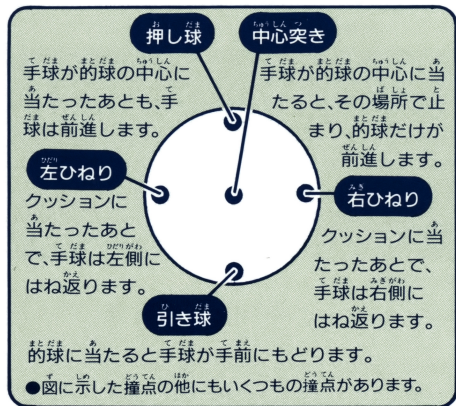 押し球
中心突き
手球が的球の中心に
当たったあとも、手
球は前進します。
手球が的球の中心に当
たると、その場所で止
まり、的球だけが
前進します。
左ひねり
クッションに
当たったあと
で、手球は左側に
はね返ります。
右ひねり
クッションに当
たったあとで、
手球は右側に
はね返ります。
引き球
的球に当たると手球が手前にもどります。
●図に示した撞点の他にもいくつもの撞点があります。